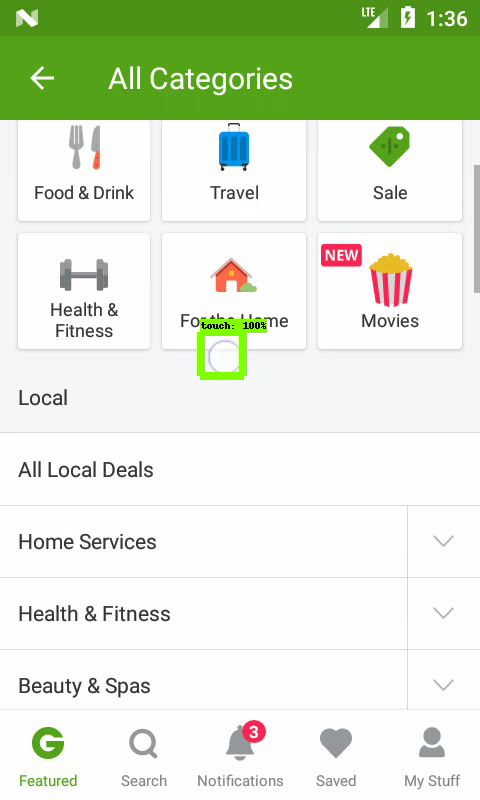 LTE 1:36
All Categories
Food & Drink Travel Sale
NEW
Health & Fitness For the Home Movies
touch: 100%
Local
All Local Deals
Home Services
Health & Fitness
Beauty & Spas
3
Featured Search Notifications Saved My Stuff